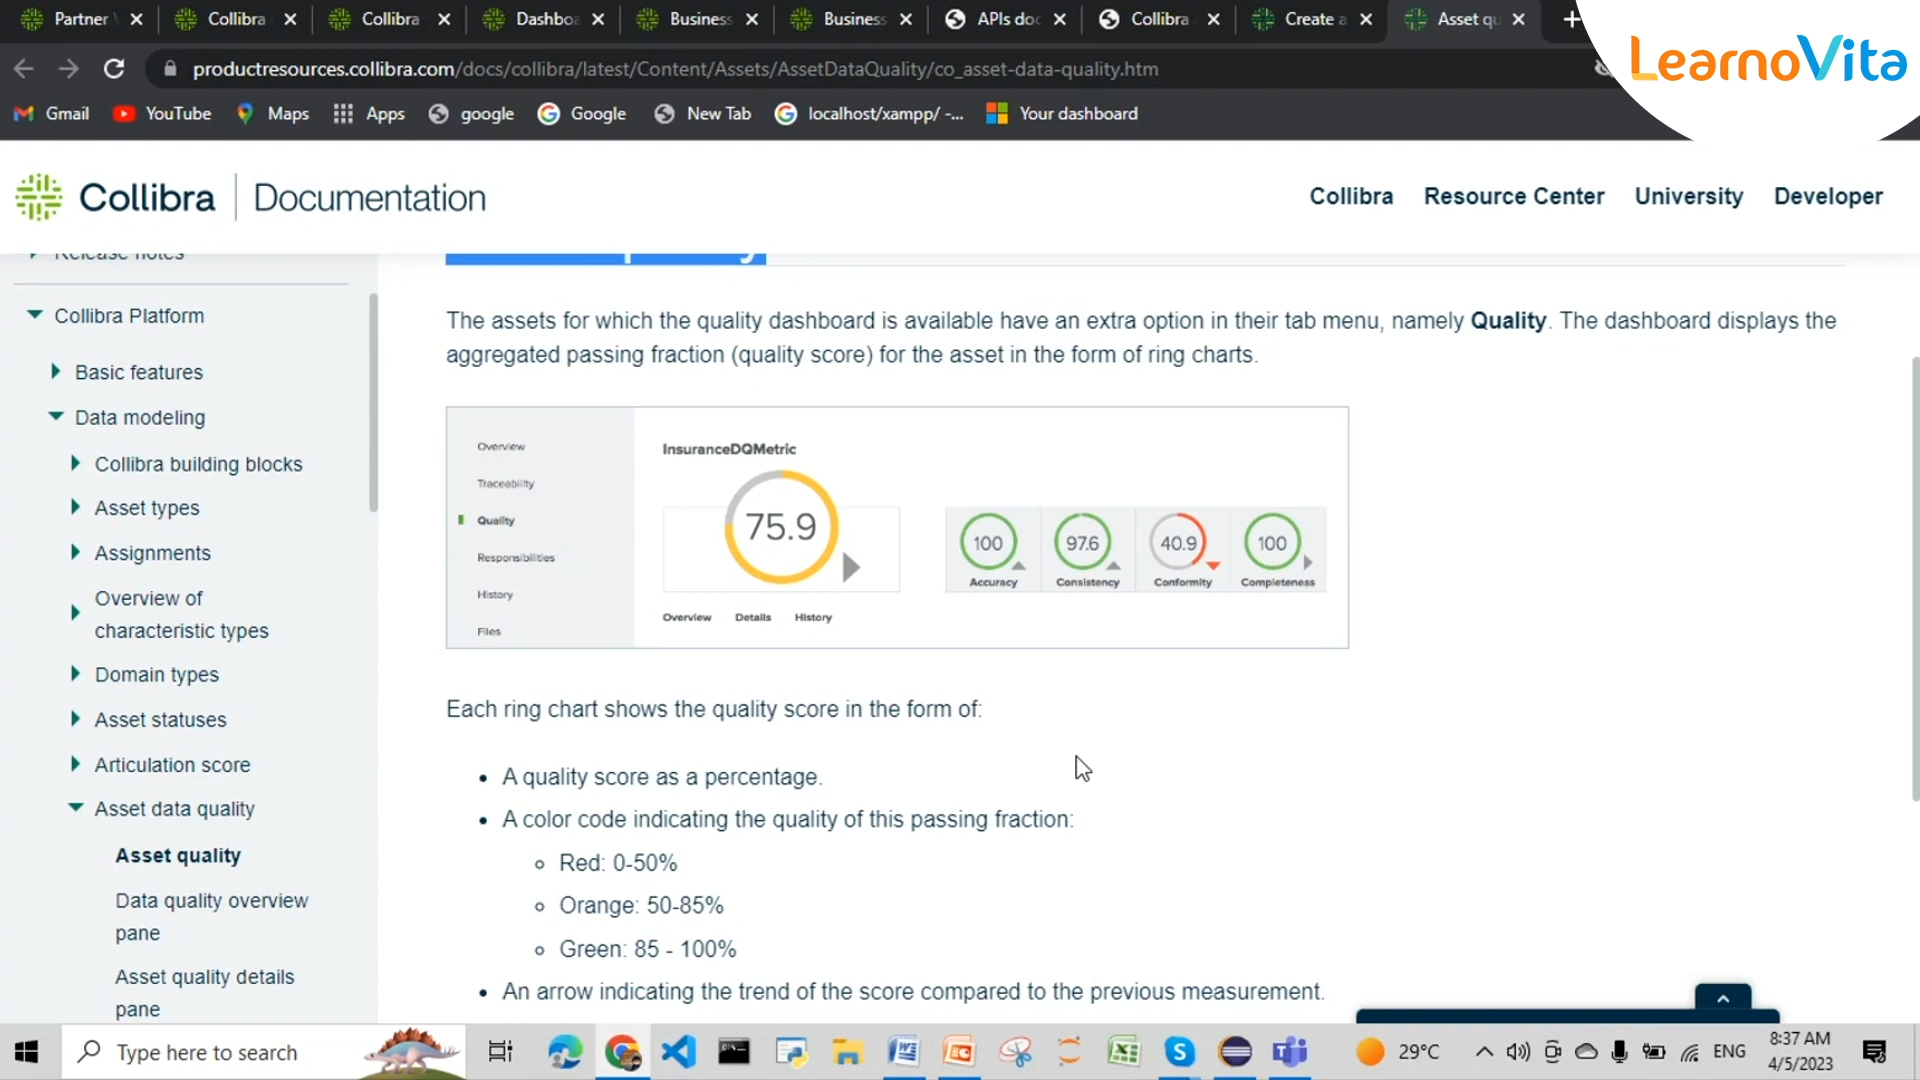 Partner
Collibra
Collibra
Dashbo
Business
Business
APIs doc
Collibra
Create a
Asset qu
LearnoVita
productresources.collibra.com/docs/collibra/latest/Content/Assets/AssetDataQuality/co_asset-data-quality.htm
Gmail
YouTube
Maps
Apps
google
Google
New Tab
localhost/xampp/ -...
Your dashboard
Collibra
Documentation
Collibra
Resource Center
University
Developer
Release notes
Collibra Platform
Basic features
Data modeling
Collibra building blocks
Asset types
Assignments
Overview of
characteristic types
Domain types
Asset statuses
Articulation score
Asset data quality
Asset quality
Data quality overview
pane
Asset quality details
pane
The assets for which the quality dashboard is available have an extra option in their tab menu, namely Quality. The dashboard displays the
aggregated passing fraction (quality score) for the asset in the form of ring charts.
Overview
Traceability
Quality
Responsibilities
History
Files
InsuranceDQMetric
75.9
Overview
Details
History
100
Accuracy
97.6
Consistency
40.9
Conformity
100
Completeness
Each ring chart shows the quality score in the form of:
• A quality score as a percentage.
• A color code indicating the quality of this passing fraction:
Red: 0-50%
Orange: 50-85%
Green: 85 - 100%
• An arrow indicating the trend of the score compared to the previous measurement.
Type here to search
29°C
ENG
8:37 AM
4/5/2023